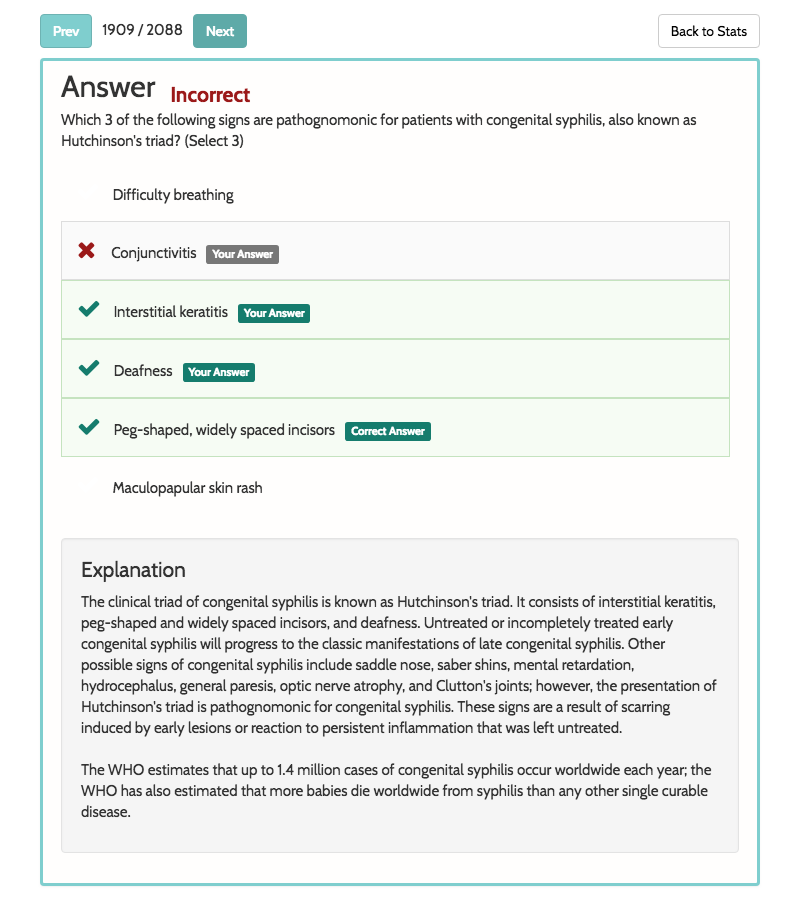 Prev 1909 / 2088 Next Back to Stats
Answer Incorrect
Which 3 of the following signs are pathognomonic for patients with congenital syphilis, also known as
Hutchinson's triad? (Select 3)
Difficulty breathing
Conjunctivitis Your Answer
Interstitial keratitis Your Answer
Deafness Your Answer
Peg-shaped, widely spaced incisors Correct Answer
Maculopapular skin rash
Explanation
The clinical triad of congenital syphilis is known as Hutchinson's triad. It consists of interstitial keratitis,
peg-shaped and widely spaced incisors, and deafness. Untreated or incompletely treated early
congenital syphilis will progress to the classic manifestations of late congenital syphilis. Other
possible signs of congenital syphilis include saddle nose, saber shins, mental retardation,
hydrocephalus, general paresis, optic nerve atrophy, and Clutton's joints; however, the presentation of
Hutchinson's triad is pathognomonic for congenital syphilis. These signs are a result of scarring
induced by early lesions or reaction to persistent inflammation that was left untreated.
The WHO estimates that up to 1.4 million cases of congenital syphilis occur worldwide each year; the
WHO has also estimated that more babies die worldwide from syphilis than any other single curable
disease.